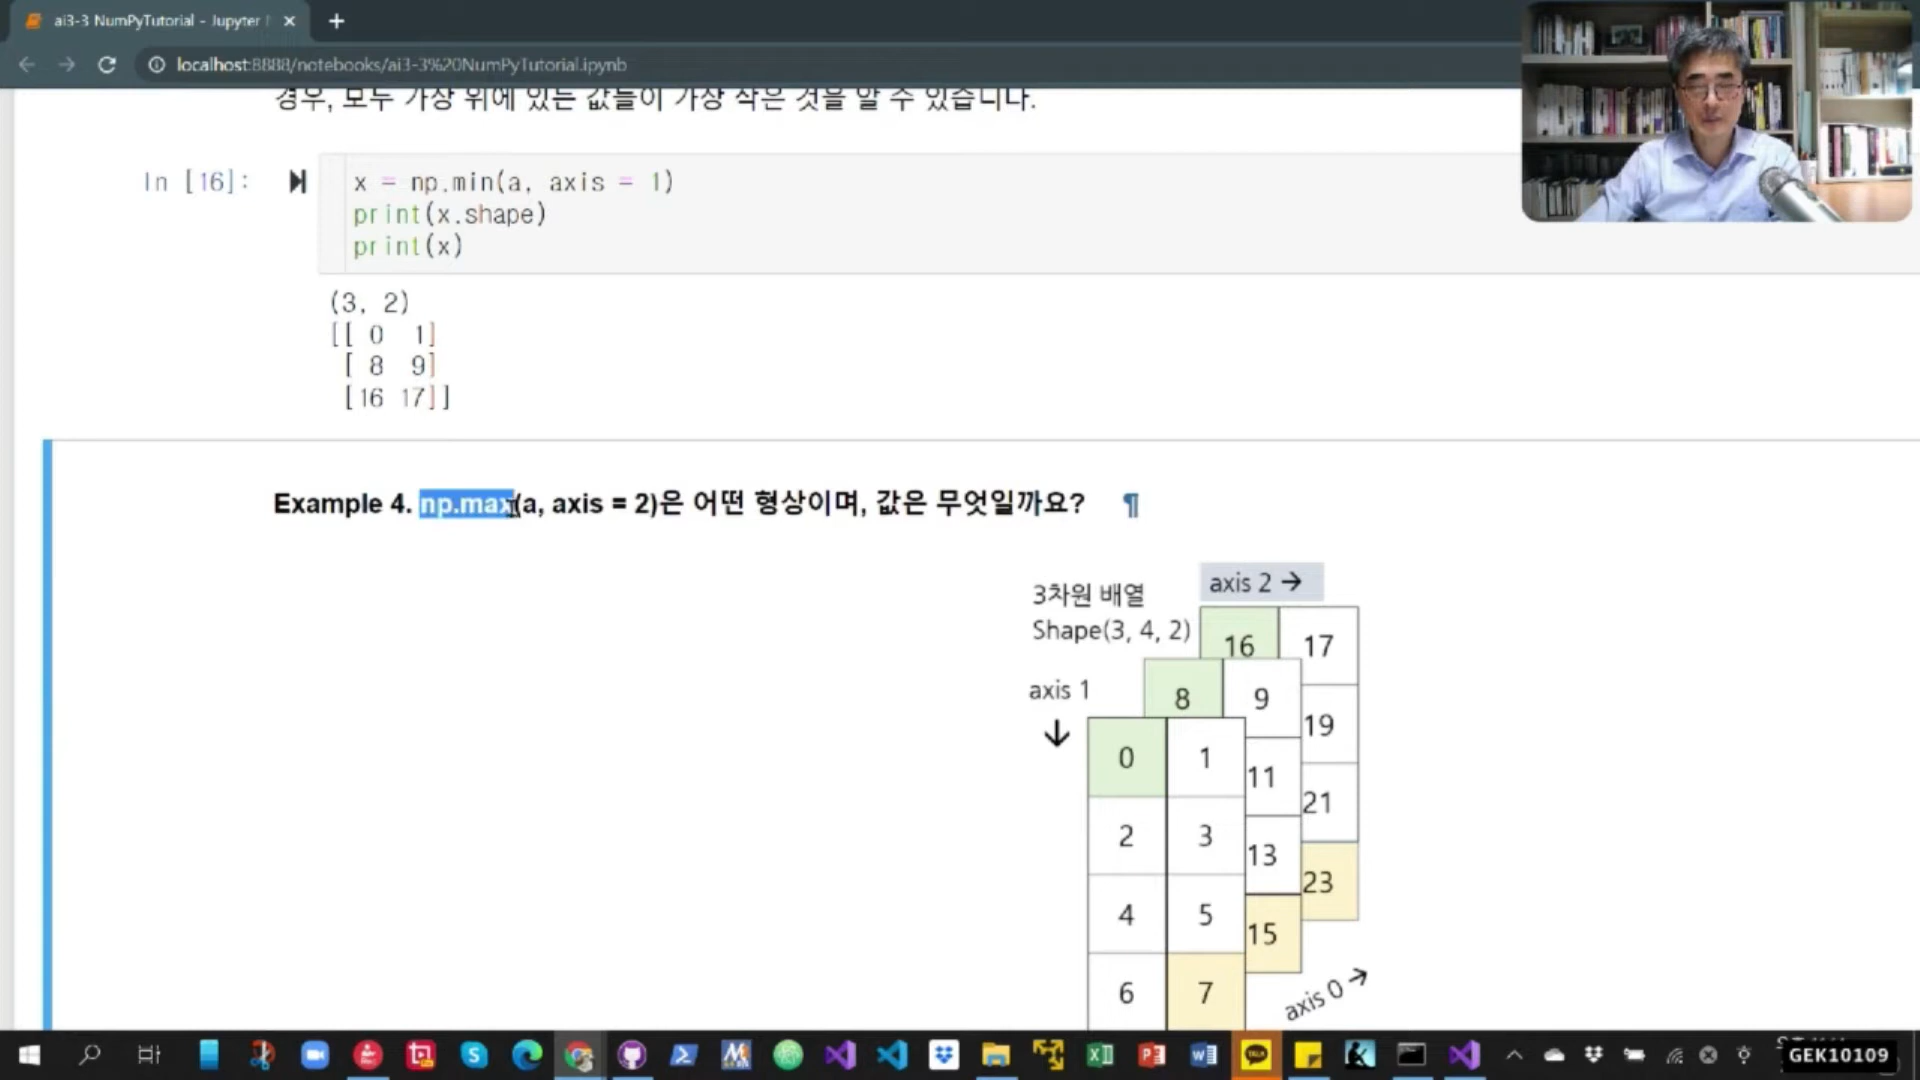 ai3-3 NumPyTutorial - Jupyter
localhost:8888/notebooks/ai3-3%20NumPyTutorial.ipynb
경우, 모두 가장 위에 있는 값들이 가장 작은 것을 알 수 있습니다.
In [16]:
x = np.min(a, axis = 1)
print(x.shape)
print(x)
(3, 2)
[[ 0 1]
[ 8 9]
[16 17]]
Example 4. np.max(a, axis = 2)은 어떤 형상이며, 값은 무엇일까요? ¶
axis 2 →
3차원 배열
Shape(3, 4, 2)
16 17
axis 1
8 9
19
0 1
11
21
2 3
13
23
4 5
15
6 7
axis 0 →
GEK10109